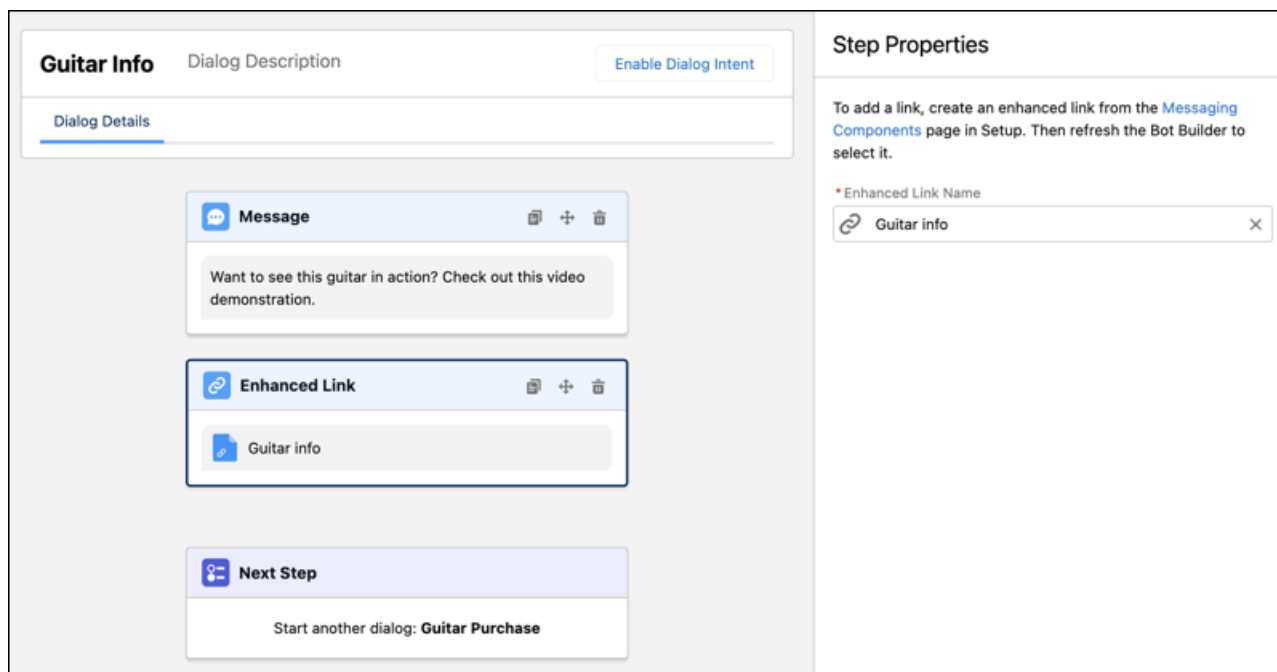 Guitar Info
Dialog Description
Enable Dialog Intent
Dialog Details
Message
Want to see this guitar in action? Check out this video
demonstration.
Enhanced Link
Guitar info
Next Step
Start another dialog: Guitar Purchase
Step Properties
To add a link, create an enhanced link from the Messaging
Components page in Setup. Then refresh the Bot Builder to
select it.
*Enhanced Link Name
Guitar info